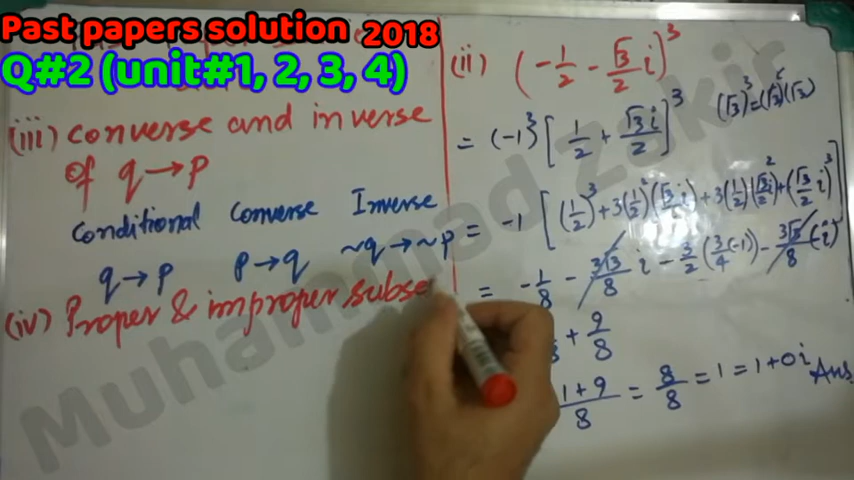 Past papers solution 2018
Q#2 (unit#1, 2, 3, 4)
(iii) converse and inverse
of q → p
Conditional Converse Inverse
q → p p → q ~q → ~p
(iv) Proper & improper subse
(ii) (-1/2 - √3/2 i)^3
= (-1)^3 [1/2 + √3i/2]^3 (√3)^3 = (√3)^2(√3)
= -1 [(1/2)^3 + 3(1/2)^2(√3/2 i) + 3(1/2)(√3i/2)^2 + (√3/2 i)^3]
= -1/8 - 3√3/8 i - 3/2 (3/4 (-1)) - 3√3/8 (-i)
+ 9/8
1+9/8 = 8/8 = 1 = 1+0i Ans
Muhammad Zakir